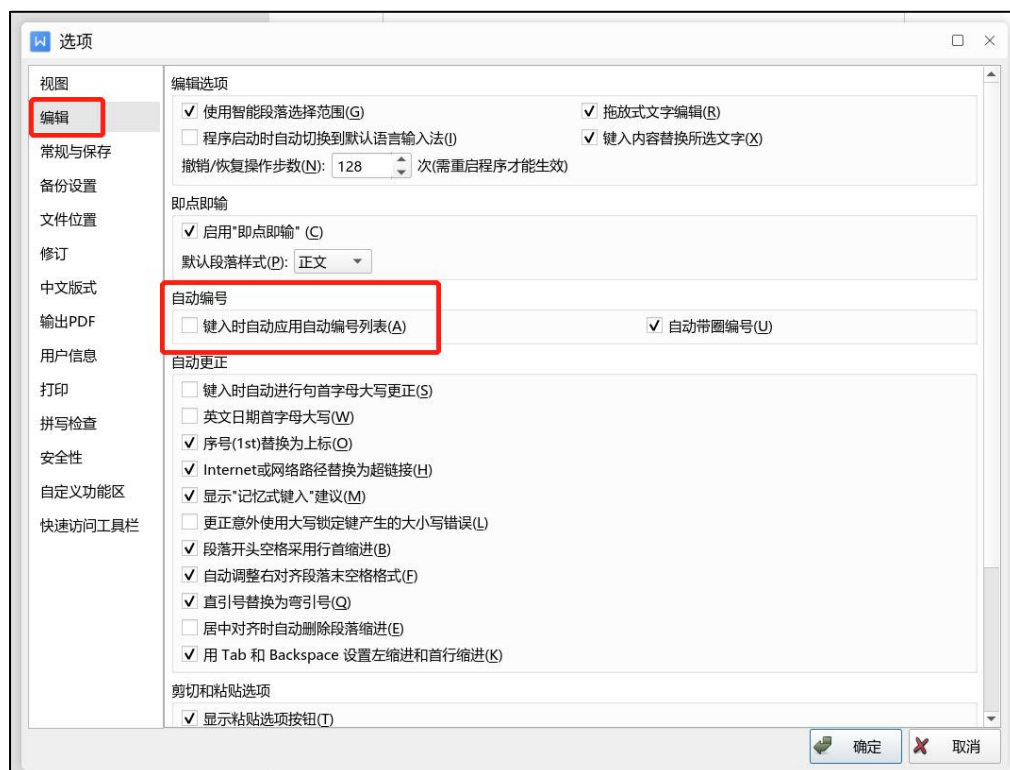 选项
视图
编辑
常规与保存
备份设置
文件位置
修订
中文版式
输出PDF
用户信息
打印
拼写检查
安全性
自定义功能区
快速访问工具栏
编辑选项
使用智能段落选择范围(G) 拖放式文字编辑(R)
程序启动时自动切换到默认语言输入法(I) 键入内容替换所选文字(X)
撤销/恢复操作步数(N): 128 次(需重启程序才能生效)
即点即输
启用"即点即输" (C)
默认段落样式(P): 正文
自动编号
键入时自动应用自动编号列表(A) 自动带圈编号(U)
自动更正
键入时自动进行句首字母大写更正(S)
英文日期首字母大写(W)
序号(1st)替换为上标(O)
Internet或网络路径替换为超链接(H)
显示"记忆式键入"建议(M)
更正意外使用大写锁定键产生的大小写错误(L)
段落开头空格采用行首缩进(B)
自动调整右对齐段落末空格格式(F)
直引号替换为弯引号(Q)
居中对齐时自动删除段落缩进(E)
用 Tab 和 Backspace 设置左缩进和首行缩进(K)
剪切和粘贴选项
显示粘贴选项按钮(T)
确定 取消